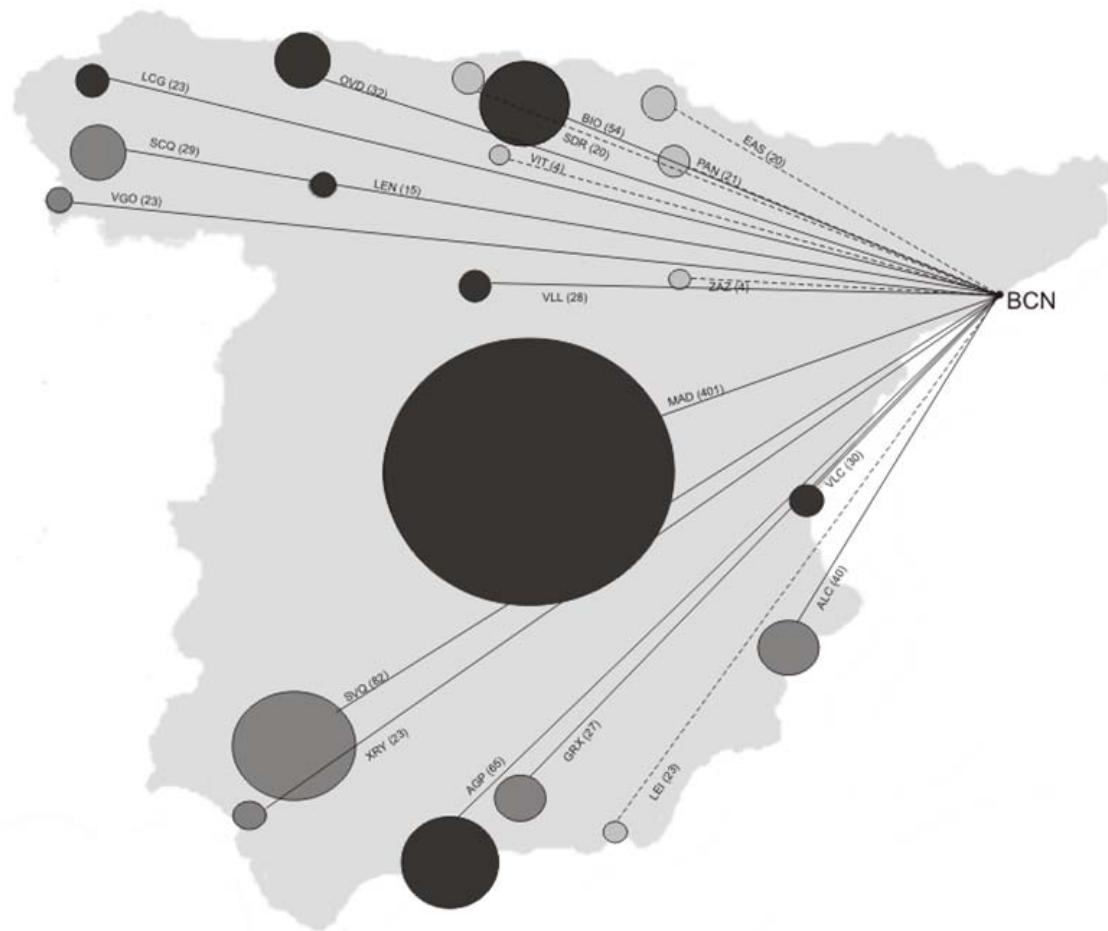 LCG (23)
OVD (32)
BIO (54)
SDR (20)
EAS (20)
SCQ (29)
VIT (4)
PAN (21)
LEN (15)
VGO (23)
VLL (28)
ZAZ (4)
BCN
MAD (401)
VLC (30)
ALC (40)
SVQ (82)
XRY (23)
AGP (65)
GRX (27)
LEI (23)